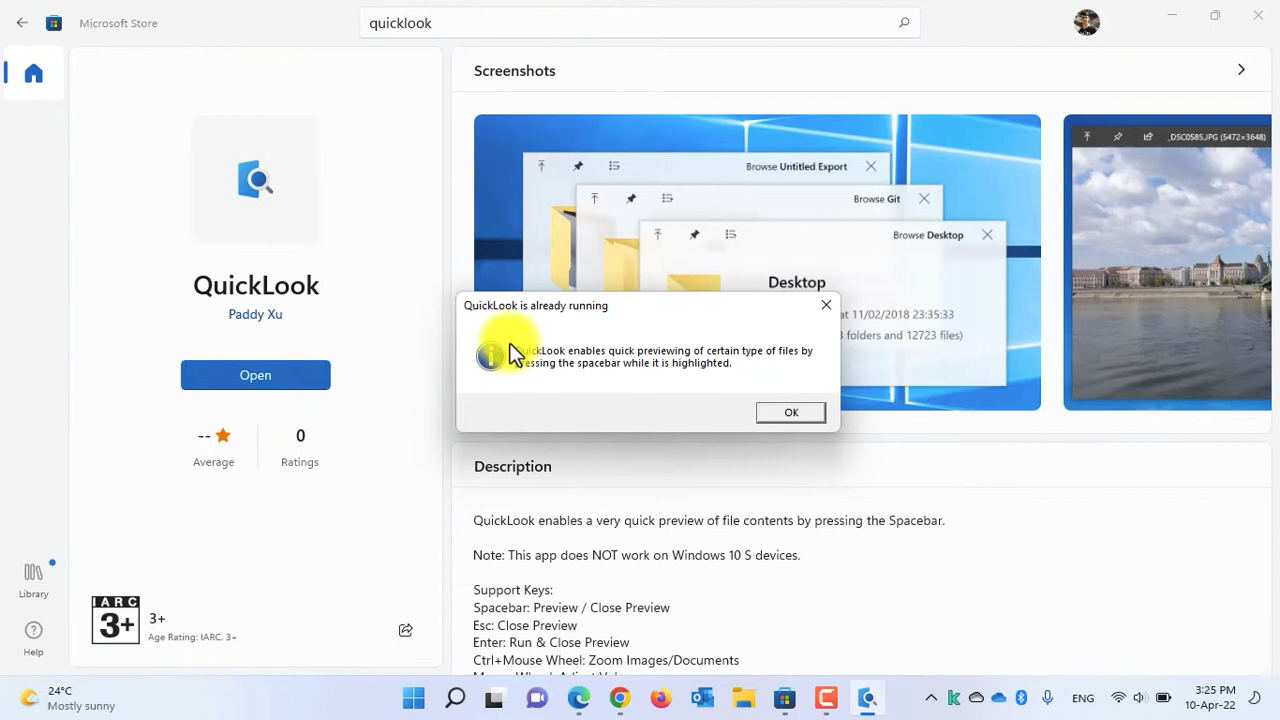 Microsoft Store
quicklook
QuickLook
Paddy Xu
Open
--
Average
0
Ratings
IARC
3+
3+
Age Rating: IARC. 3+
Library
Help
Screenshots
Browse Untitled Export
Browse Git
Browse Desktop
Desktop
at 11/02/2018 23:35:33
folders and 12723 files)
_DSC0585.JPG (5472×3648)
QuickLook is already running
QuickLook enables quick previewing of certain type of files by
pressing the spacebar while it is highlighted.
OK
Description
QuickLook enables a very quick preview of file contents by pressing the Spacebar.
Note: This app does NOT work on Windows 10 S devices.
Support Keys:
Spacebar: Preview / Close Preview
Esc: Close Preview
Enter: Run & Close Preview
Ctrl+Mouse Wheel: Zoom Images/Documents
24°C
Mostly sunny
ENG
3:25 PM
10-Apr-22